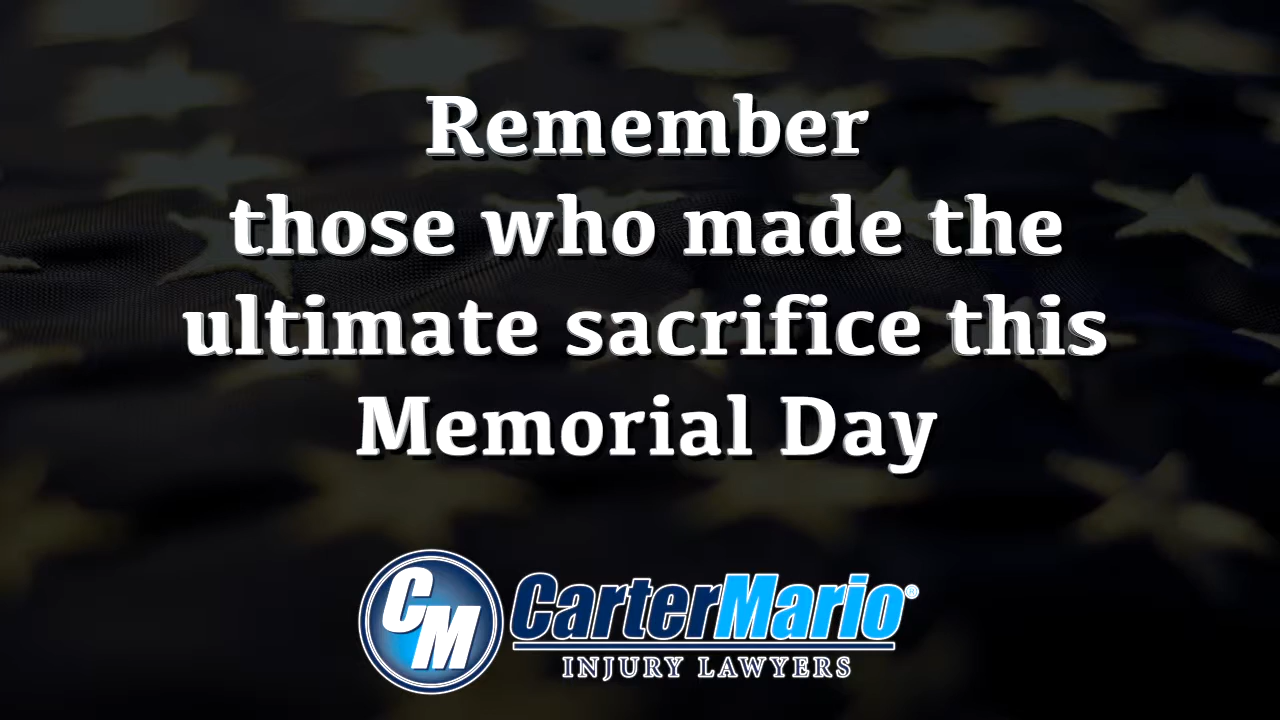 Remember
those who made the
ultimate sacrifice this
Memorial Day
CM CarterMario®
INJURY LAWYERS